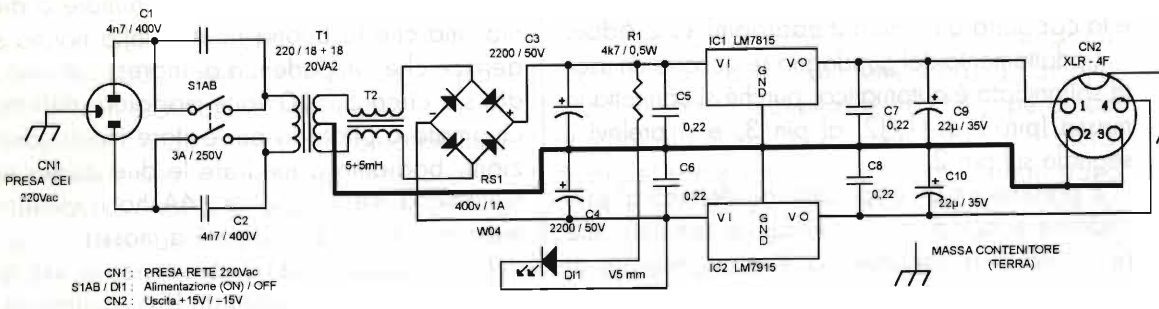 C1
4n7 / 400V
T1
220 / 18 + 18
20VA2
S1AB
T2
3A / 250V
CN1
PRESA CEI
220Vac
5+5mH
C2
4n7 / 400V
RS1
400v / 1A
W04
C3
2200 / 50V
R1
4k7 / 0,5W
C5
0,22
C6
0,22
C4
2200 / 50V
DI1
V5 mm
IC1 LM7815
VI
VO
GND
VI
VO
GND
IC2 LM7915
C7
0,22
C9
22µ / 35V
C8
0,22
C10
22µ / 35V
CN2
XLR - 4F
1
4
2
3
MASSA CONTENITORE
(TERRA)
CN1 : PRESA RETE 220Vac
S1AB / DI1 : Alimentazione (ON) / OFF
CN2 : Uscita +15V / –15V